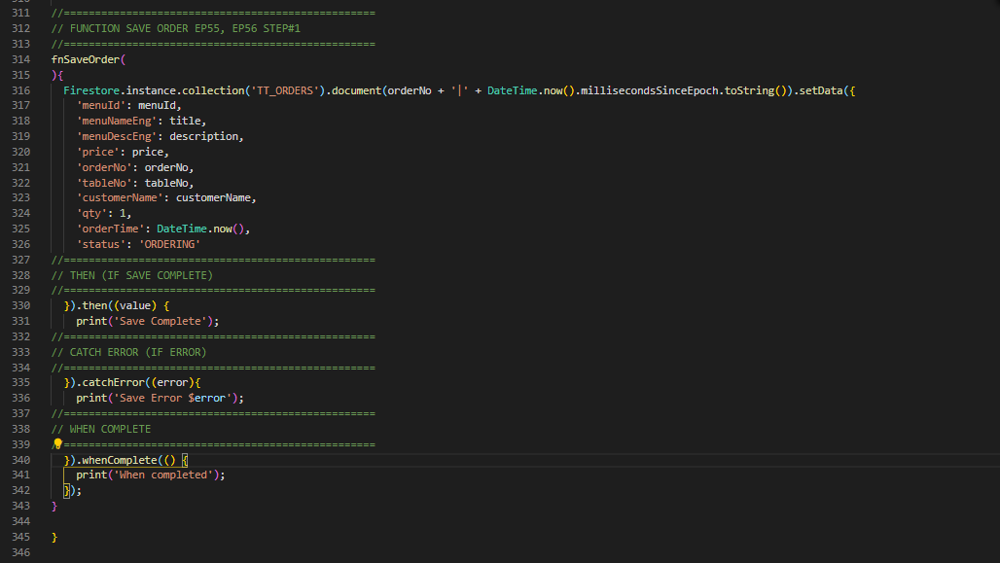 311 //==================================================
312 // FUNCTION SAVE ORDER EP55, EP56 STEP#1
313 //==================================================
314 fnSaveOrder(
315 ){
316   Firestore.instance.collection('TT_ORDERS').document(orderNo + '|' + DateTime.now().millisecondsSinceEpoch.toString()).setData({
317     'menuId': menuId,
318     'menuNameEng': title,
319     'menuDescEng': description,
320     'price': price,
321     'orderNo': orderNo,
322     'tableNo': tableNo,
323     'customerName': customerName,
324     'qty': 1,
325     'orderTime': DateTime.now(),
326     'status': 'ORDERING'
327 //==================================================
328 // THEN (IF SAVE COMPLETE)
329 //==================================================
330   }).then((value) {
331     print('Save Complete');
332 //==================================================
333 // CATCH ERROR (IF ERROR)
334 //==================================================
335   }).catchError((error){
336     print('Save Error $error');
337 //==================================================
338 // WHEN COMPLETE
339 //==================================================
340   }).whenComplete(() {
341     print('When completed');
342   });
343 }
344
345 }
346